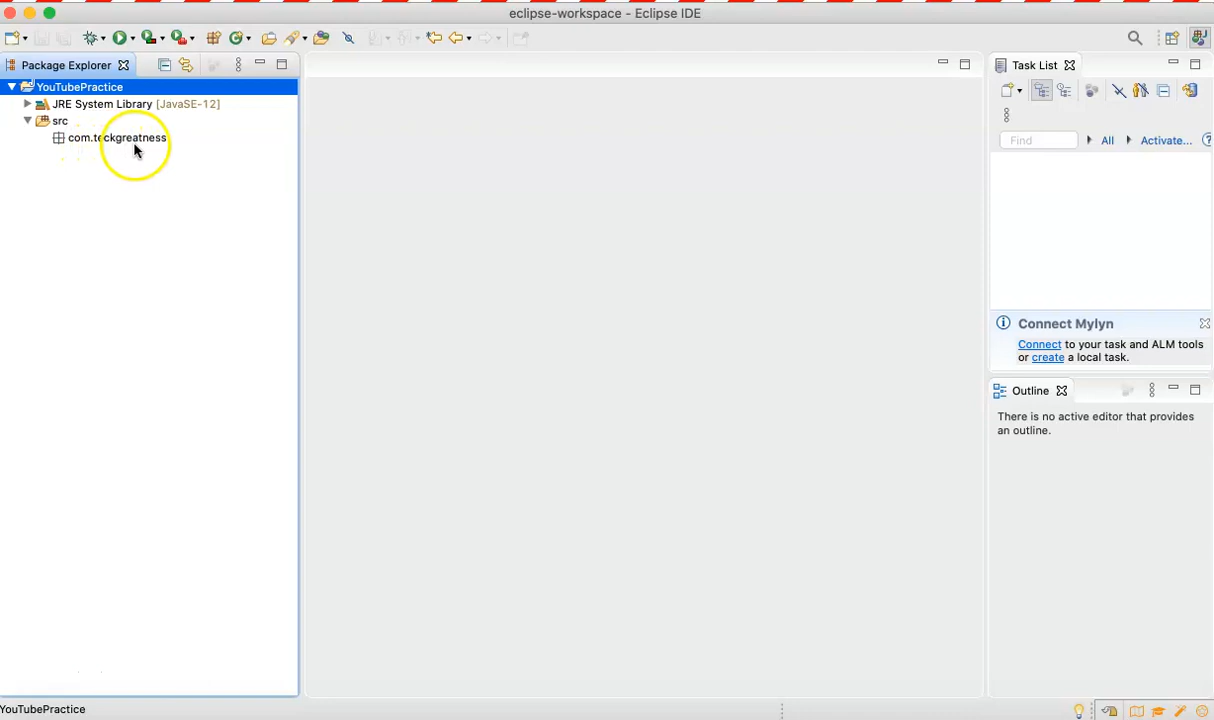 eclipse-workspace - Eclipse IDE
Package Explorer
YouTubePractice
JRE System Library [JavaSE-12]
src
com.teckgreatness
Task List
Find
All
Activate...
Connect Mylyn
Connect to your task and ALM tools
or create a local task.
Outline
There is no active editor that provides
an outline.
YouTubePractice